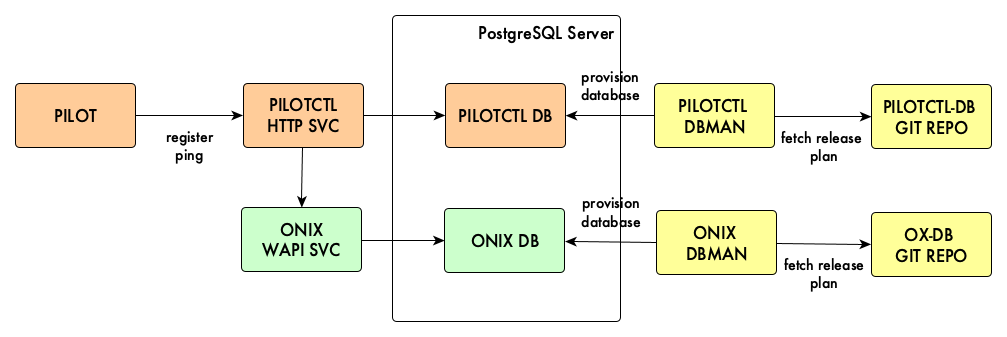 PostgreSQL Server
PILOT
register
ping
PILOTCTL
HTTP SVC
PILOTCTL DB
provision
database
PILOTCTL
DBMAN
fetch release
plan
PILOTCTL-DB
GIT REPO
ONIX
WAPI SVC
ONIX DB
provision
database
ONIX
DBMAN
fetch release
plan
OX-DB
GIT REPO